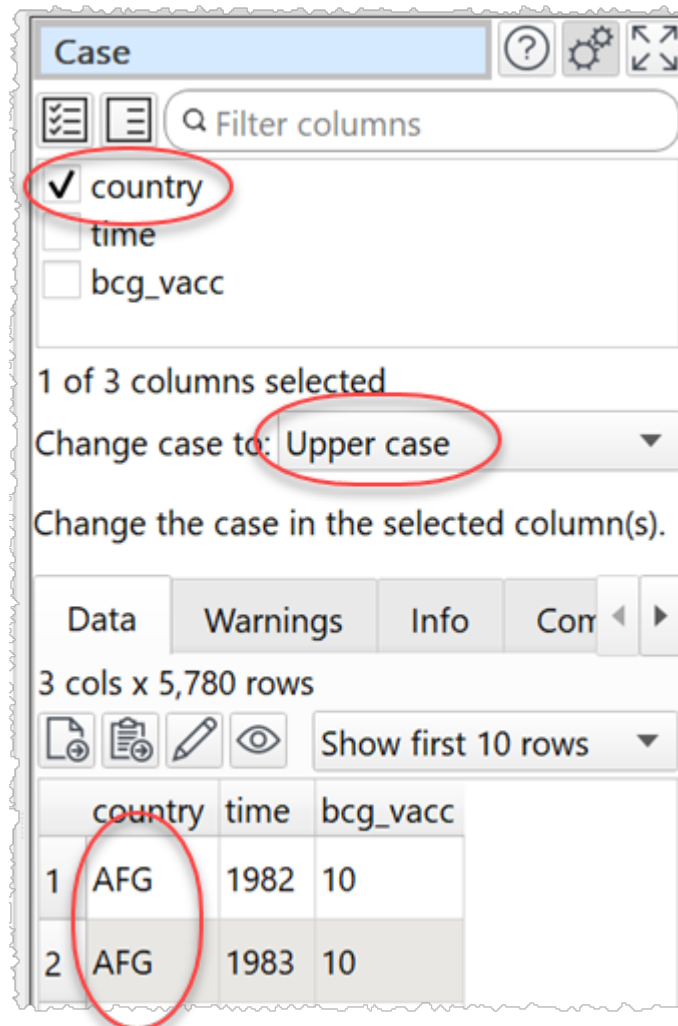 Case
Filter columns
country
time
bcg_vacc
1 of 3 columns selected
Change case to: Upper case
Change the case in the selected column(s).
Data Warnings Info Com
3 cols x 5,780 rows
Show first 10 rows
country time bcg_vacc
1 AFG 1982 10
2 AFG 1983 10